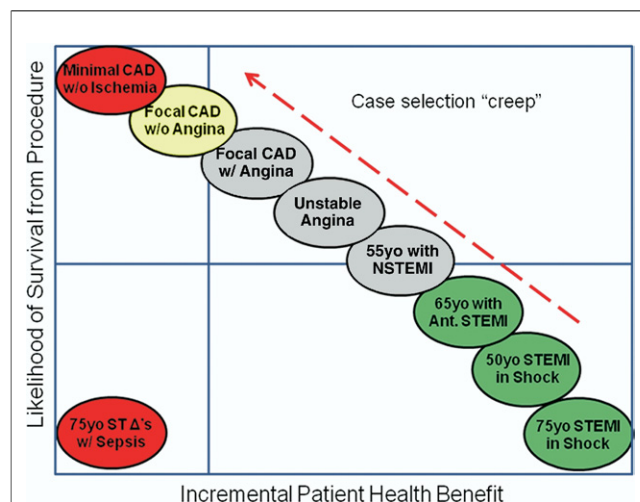 Likelihood of Survival from Procedure
Minimal CAD
w/o Ischemia
Focal CAD
w/o Angina
Focal CAD
w/ Angina
Unstable
Angina
55yo with
NSTEMI
65yo with
Ant. STEMI
50yo STEMI
in Shock
75yo STEMI
in Shock
75yo ST Δ's
w/ Sepsis
Case selection “creep”
Incremental Patient Health Benefit